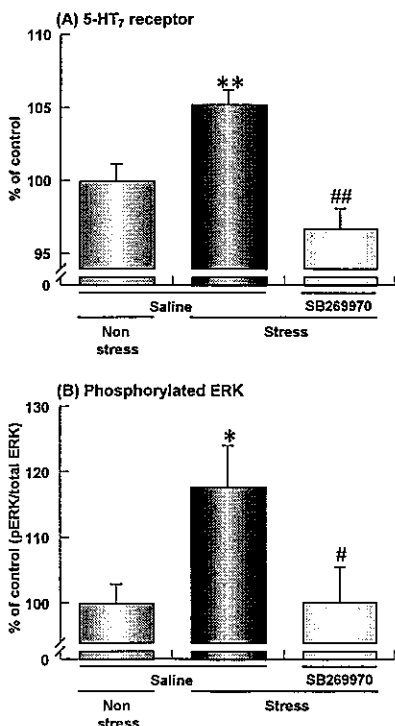 (A) 5-HT₇ receptor
% of control
110
105
100
95
0
**
##
Saline
SB269970
Non
stress
Stress
(B) Phosphorylated ERK
% of control (pERK/total ERK)
130
120
110
100
0
*
#
Saline
SB269970
Non
stress
Stress